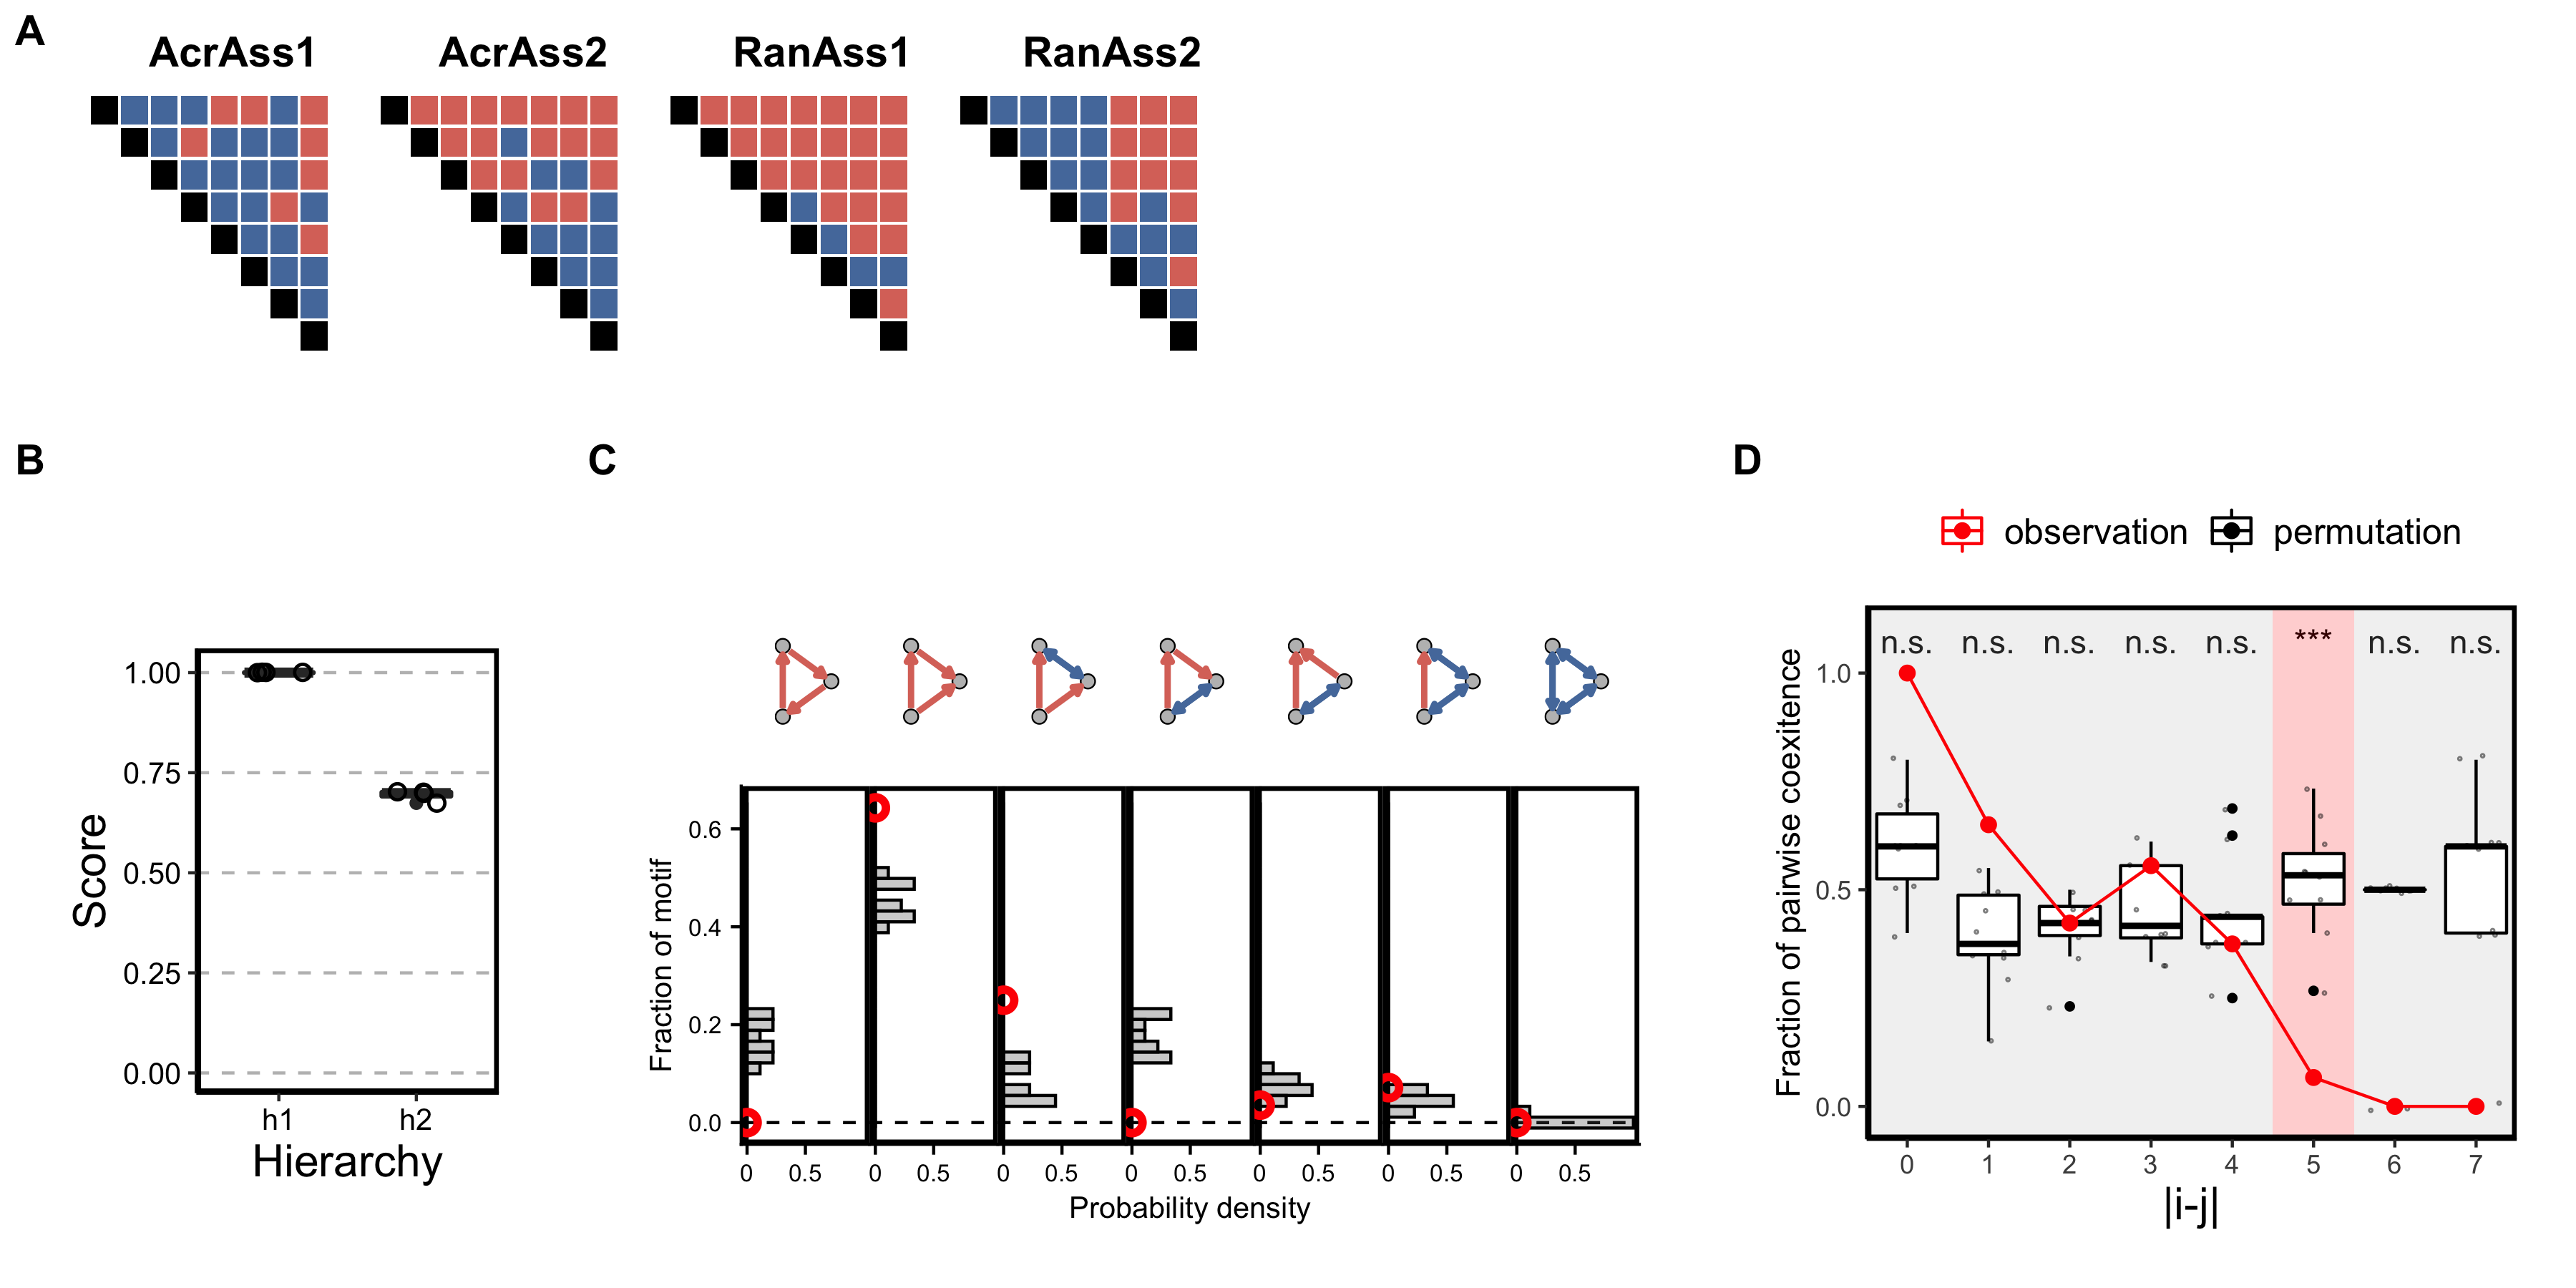 A
AcrAss1 AcrAss2 RanAss1 RanAss2
B
Score
1.00
0.75
0.50
0.25
0.00
h1 h2
Hierarchy
C
Fraction of motif
0.6
0.4
0.2
0.0
0 0.5 0 0.5 0 0.5 0 0.5 0 0.5 0 0.5 0 0.5
Probability density
D
observation permutation
Fraction of pairwise coexitence
n.s. n.s. n.s. n.s. n.s. *** n.s. n.s.
1.0
0.5
0.0
0 1 2 3 4 5 6 7
|i-j|